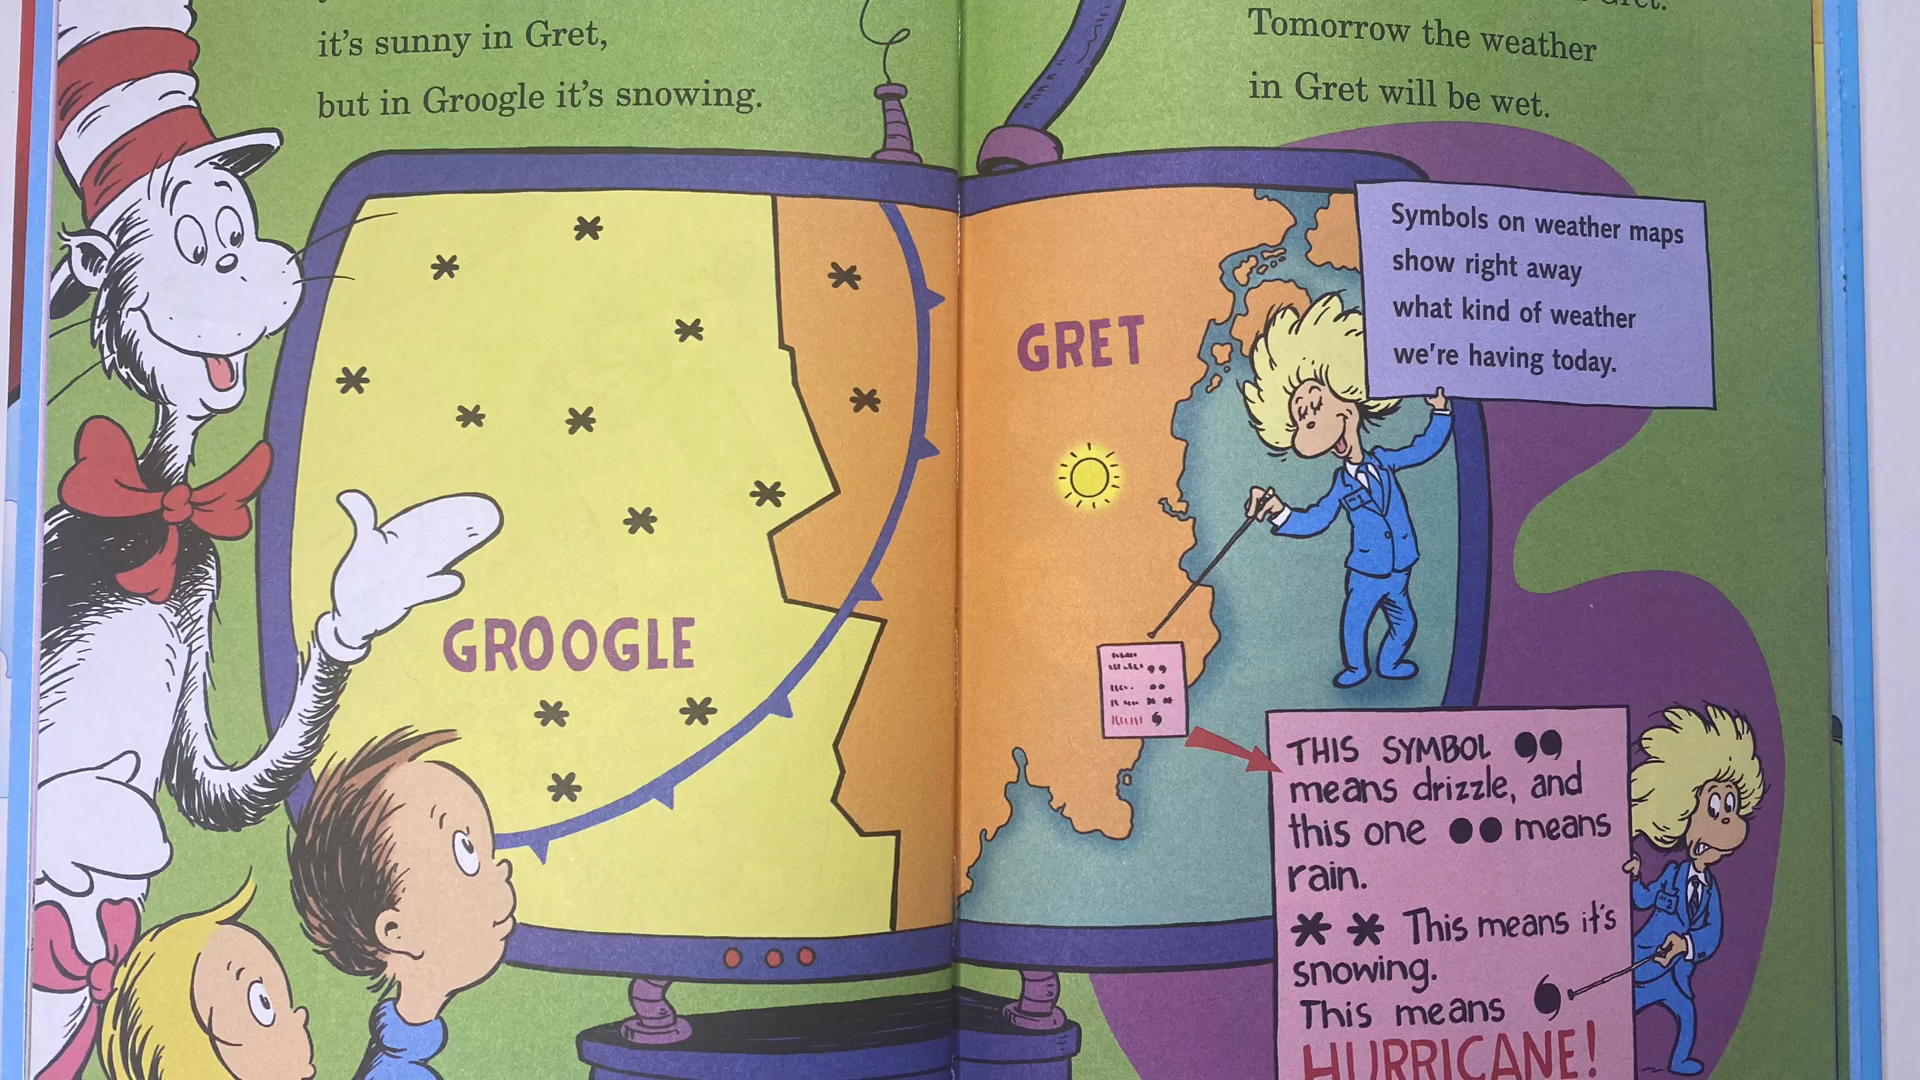 it's sunny in Gret,
but in Groogle it's snowing.
Gret.
Tomorrow the weather
in Gret will be wet.
Symbols on weather maps
show right away
what kind of weather
we're having today.
GRET
GROOGLE
THIS SYMBOL
means drizzle, and
this one means
rain.
This means it's
snowing.
This means
HURRICANE!